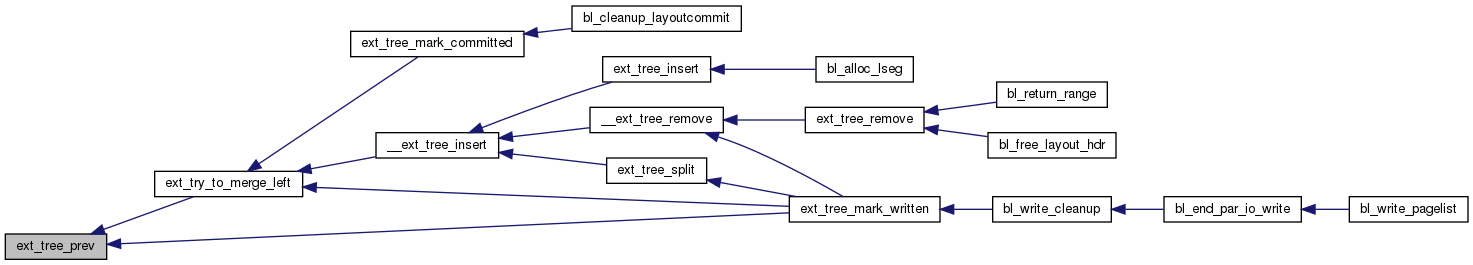 bl_cleanup_layoutcommit
ext_tree_mark_committed
ext_tree_insert
bl_alloc_lseg
bl_return_range
__ext_tree_remove
ext_tree_remove
__ext_tree_insert
bl_free_layout_hdr
ext_tree_split
ext_try_to_merge_left
ext_tree_mark_written
bl_write_cleanup
bl_end_par_io_write
bl_write_pagelist
ext_tree_prev